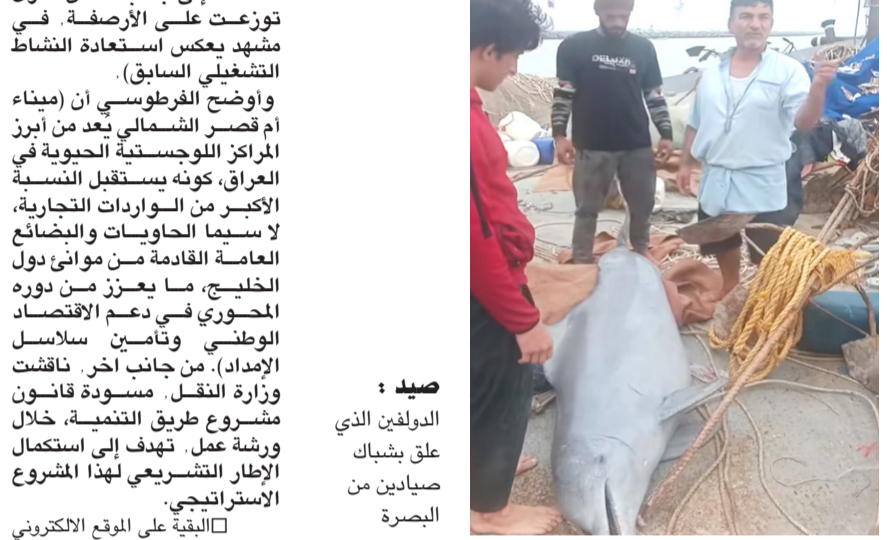 توزعت على الأرصفة، في
مشهد يعكس استعادة النشاط
التشغيلي السابق).
وأوضح الفرطوسي أن (ميناء
أم قصر الشمالي يُعد من أبرز
المراكز اللوجستية الحيوية في
العراق، كونه يستقبل النسبة
الأكبر من الواردات التجارية،
لا سيما الحاويات والبضائع
العامة القادمة من موانئ دول
الخليج، ما يعزز من دوره
المحوري في دعم الاقتصاد
الوطني وتأمين سلاسل
الإمداد). من جانب اخر، ناقشت
وزارة النقل، مسودة قانون
مشروع طريق التنمية، خلال
ورشة عمل، تهدف إلى استكمال
الإطار التشريعي لهذا المشروع
الاستراتيجي.
□البقية على الموقع الالكتروني
صيد :
الدولفين الذي
علق بشباك
صيادين من
البصرة